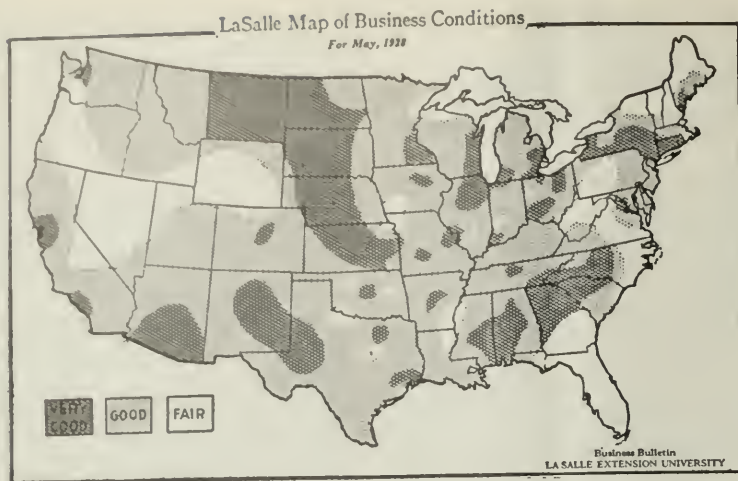 LaSalle Map of Business Conditions
For May, 1928
VERY
GOOD
GOOD
FAIR
Business Bulletin
LA SALLE EXTENSION UNIVERSITY